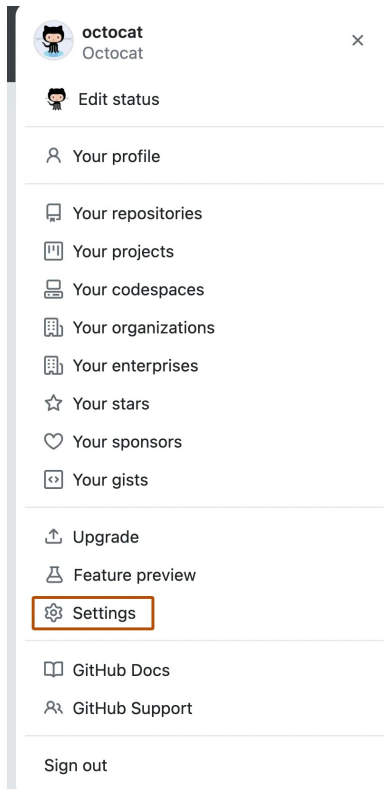 octocat
Octocat
Edit status
Your profile
Your repositories
Your projects
Your codespaces
Your organizations
Your enterprises
Your stars
Your sponsors
Your gists
Upgrade
Feature preview
Settings
GitHub Docs
GitHub Support
Sign out